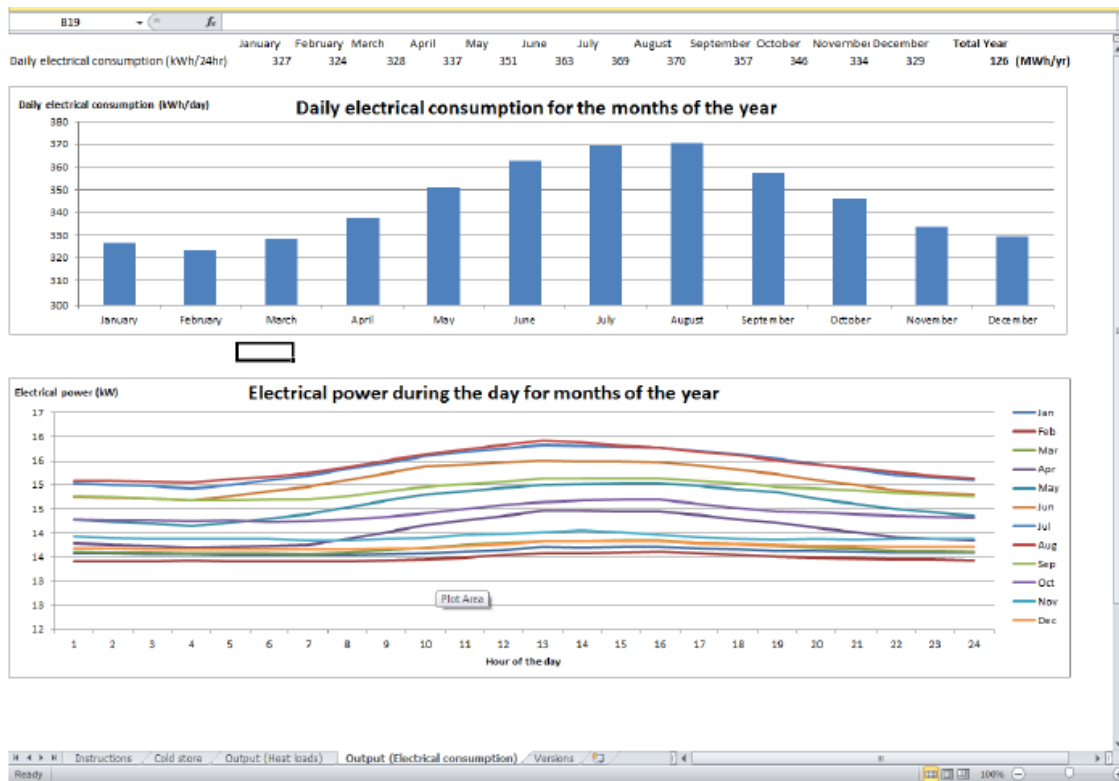 B19 fx
January February March April May June July August September October November December Total Year
Daily electrical consumption (kWh/24hr) 327 324 328 337 351 363 369 370 357 346 334 329 126 (MWh/yr)
Daily electrical consumption (kWh/day) Daily electrical consumption for the months of the year
380
370
360
350
340
330
320
310
300
January February March April May June July August September October November December
Electrical power (kW) Electrical power during the day for months of the year
17
16
16
15
15
14
14
13
13
12
1 2 3 4 5 6 7 8 9 10 11 12 13 14 15 16 17 18 19 20 21 22 23 24
Hour of the day
Plot Area
Jan
Feb
Mar
Apr
May
Jun
Jul
Aug
Sep
Oct
Nov
Dec
Instructions Cold store Output (Heat loads) Output (Electrical consumption) Versions
Ready 100%